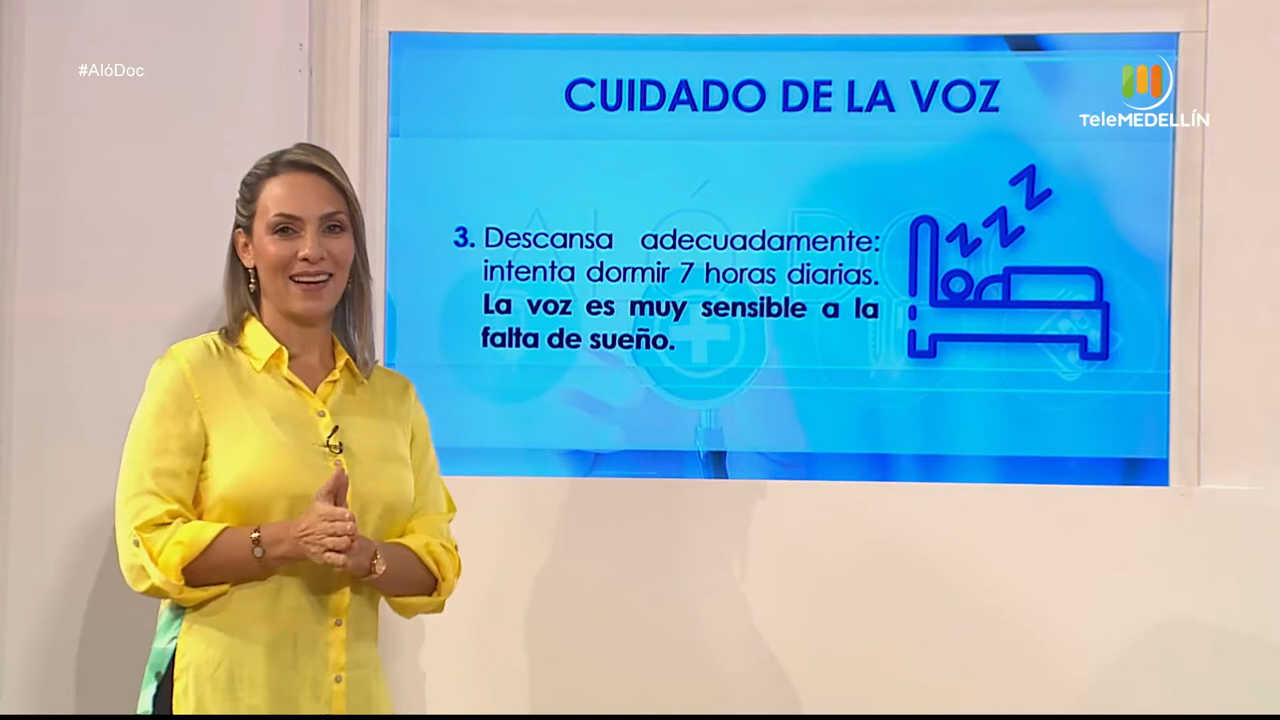 #AlóDoc
TeleMEDELLÍN
CUIDADO DE LA VOZ
3. Descansa adecuadamente:
intenta dormir 7 horas diarias.
La voz es muy sensible a la
falta de sueño.
Z Z Z